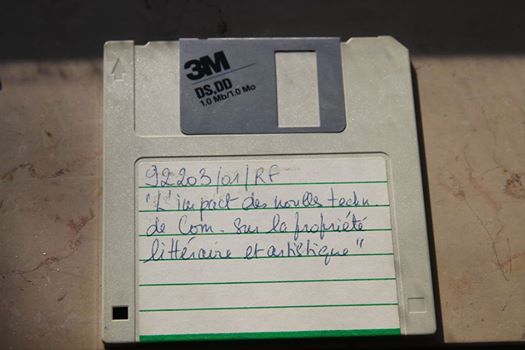 3M
DS,DD
1.0 Mb/1.0 Mo
92203/01/RF
"L'impact des nouvlles techn.
de Com. sur la propriété
littéraire et artistique"